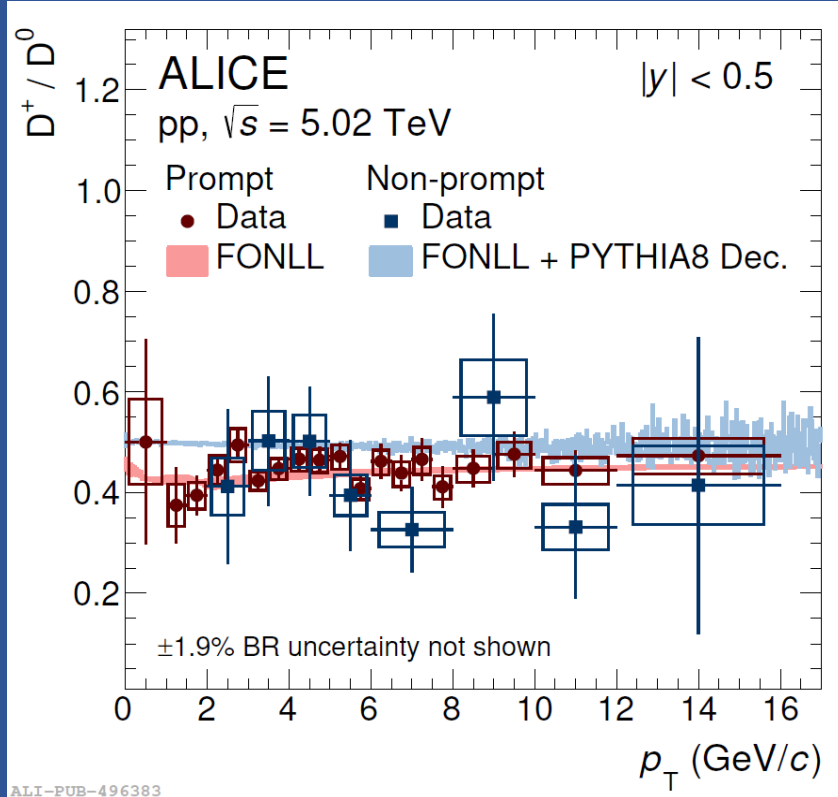 D⁺ / D⁰
ALICE
|y| < 0.5
pp, √s = 5.02 TeV
Prompt Non-prompt
Data Data
FONLL FONLL + PYTHIA8 Dec.
1.2
1.0
0.8
0.6
0.4
0.2
±1.9% BR uncertainty not shown
0 2 4 6 8 10 12 14 16
p_T (GeV/c)
ALI-PUB-496383